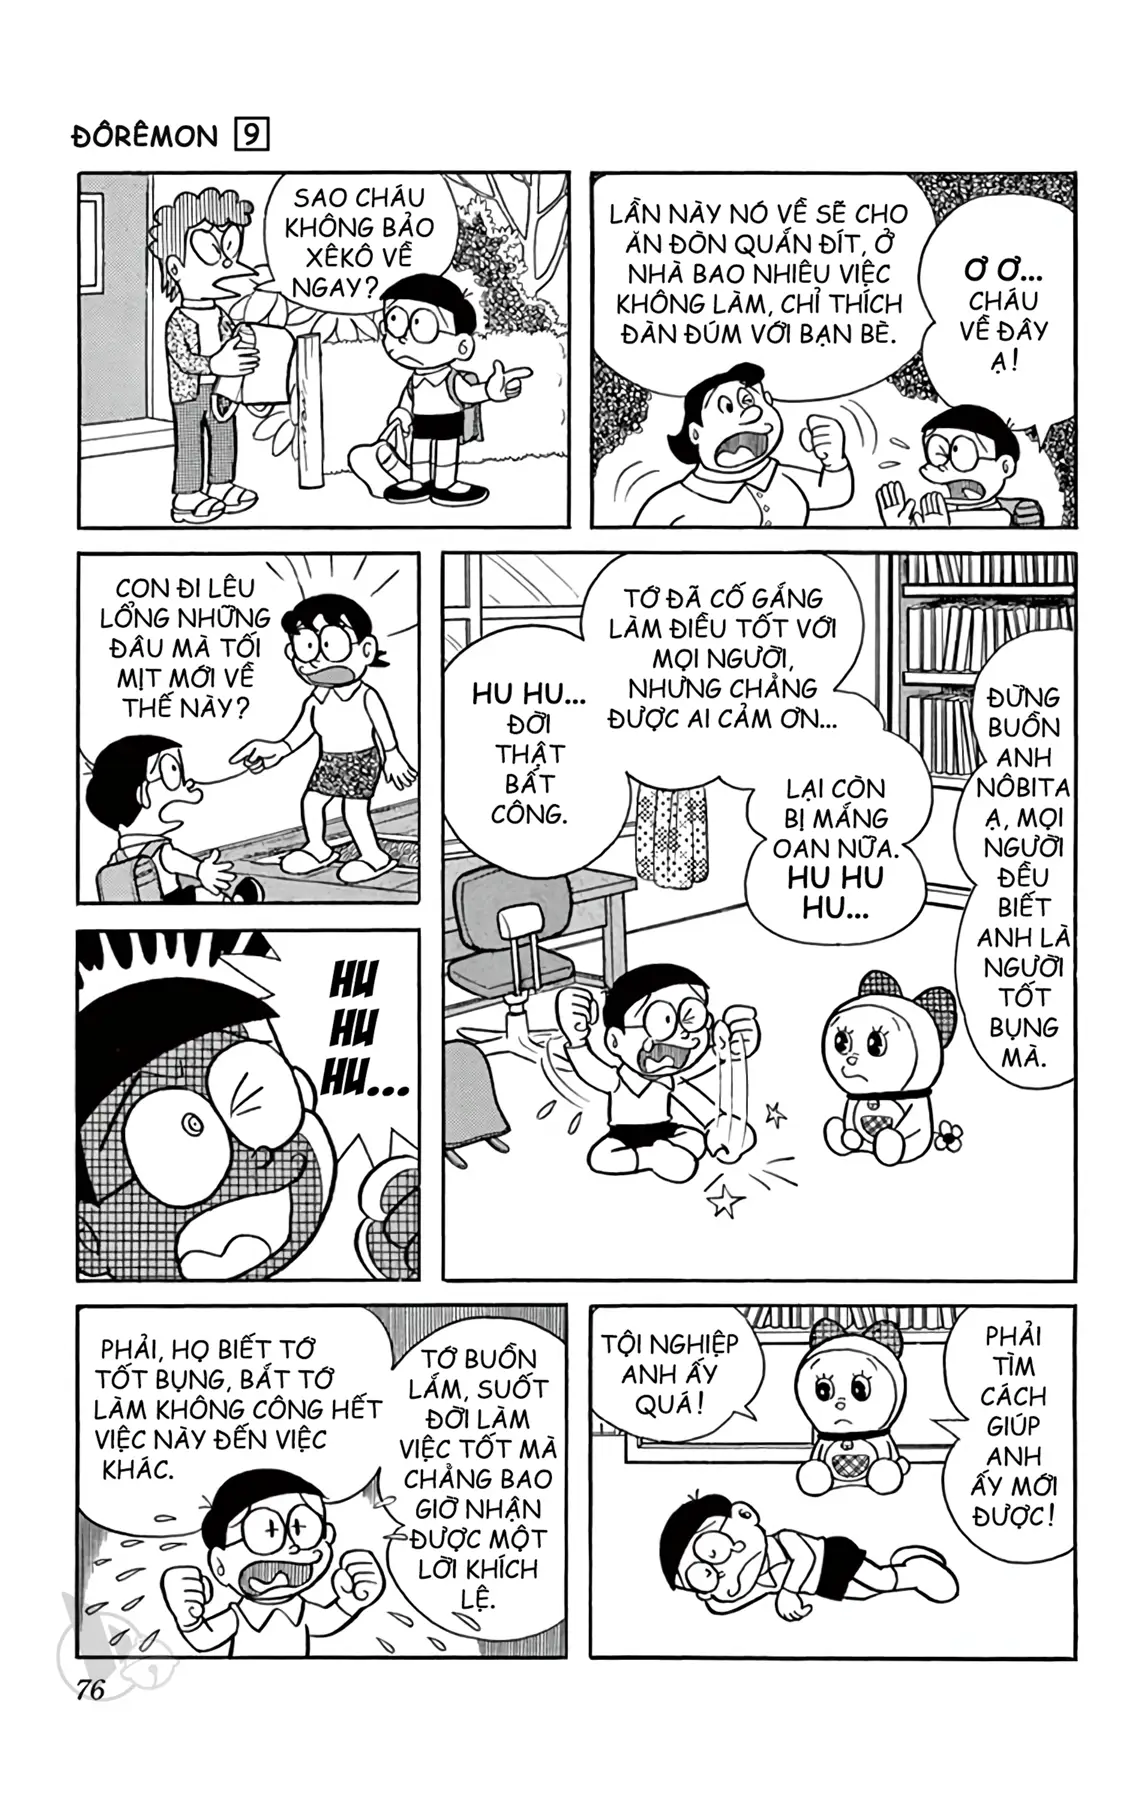 ĐÔRÊMON 9
SAO CHÁU
KHÔNG BẢO
XÊKÔ VỀ
NGAY?
LẦN NÀY NÓ VỀ SẼ CHO
ĂN ĐÒN QUẮN ĐÍT, Ở
NHÀ BAO NHIÊU VIỆC
KHÔNG LÀM, CHỈ THÍCH
ĐÀN ĐÚM VỚI BẠN BÈ.
Ơ Ơ...
CHÁU
VỀ ĐÂY
Ạ!
CON ĐI LÊU
LỔNG NHỮNG
ĐÂU MÀ TỐI
MỊT MỚI VỀ
THẾ NÀY?
HU HU...
ĐỜI
THẬT
BẤT
CÔNG.
TỚ ĐÃ CỐ GẮNG
LÀM ĐIỀU TỐT VỚI
MỌI NGƯỜI,
NHƯNG CHẲNG
ĐƯỢC AI CẢM ƠN...
LẠI CÒN
BỊ MẮNG
OAN NỮA.
HU HU
HU...
ĐỪNG
BUỒN
ANH
NÔBITA
Ạ, MỌI
NGƯỜI
ĐỀU
BIẾT
ANH LÀ
NGƯỜI
TỐT
BỤNG
MÀ.
HU
HU
HU...
PHẢI, HỌ BIẾT TỚ
TỐT BỤNG, BẮT TỚ
LÀM KHÔNG CÔNG HẾT
VIỆC NÀY ĐẾN VIỆC
KHÁC.
TỚ BUỒN
LẮM, SUỐT
ĐỜI LÀM
VIỆC TỐT MÀ
CHẲNG BAO
GIỜ NHẬN
ĐƯỢC MỘT
LỜI KHÍCH
LỆ.
TỘI NGHIỆP
ANH ẤY
QUÁ!
PHẢI
TÌM
CÁCH
GIÚP
ANH
ẤY MỚI
ĐƯỢC!
76